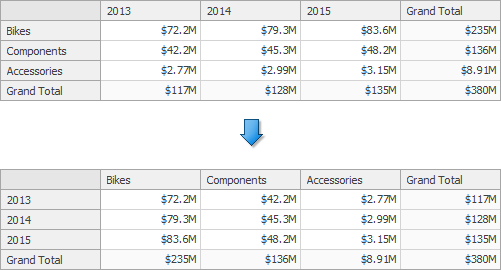 2013 2014 2015 Grand Total
Bikes $72.2M $79.3M $83.6M $235M
Components $42.2M $45.3M $48.2M $136M
Accessories $2.77M $2.99M $3.15M $8.91M
Grand Total $117M $128M $135M $380M
Bikes Components Accessories Grand Total
2013 $72.2M $42.2M $2.77M $117M
2014 $79.3M $45.3M $2.99M $128M
2015 $83.6M $48.2M $3.15M $135M
Grand Total $235M $136M $8.91M $380M